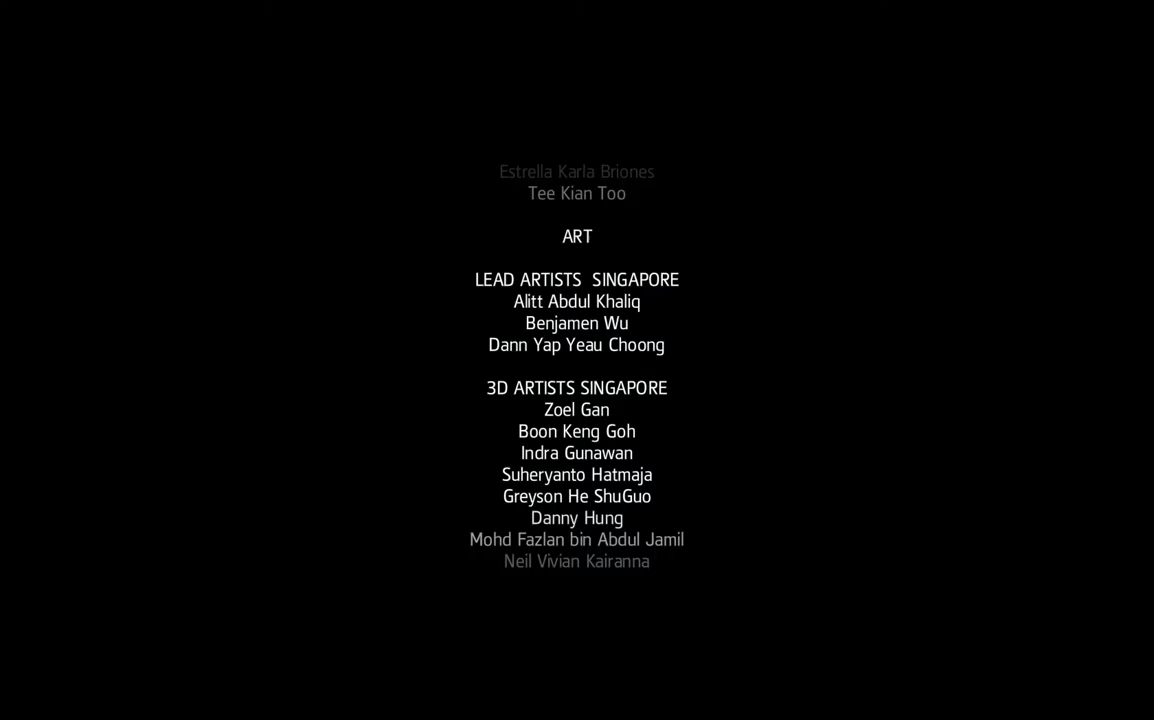 Estrella Karla Briones
Tee Kian Too
ART
LEAD ARTISTS  SINGAPORE
Alitt Abdul Khaliq
Benjamen Wu
Dann Yap Yeau Choong
3D ARTISTS SINGAPORE
Zoel Gan
Boon Keng Goh
Indra Gunawan
Suheryanto Hatmaja
Greyson He ShuGuo
Danny Hung
Mohd Fazlan bin Abdul Jamil
Neil Vivian Kairanna